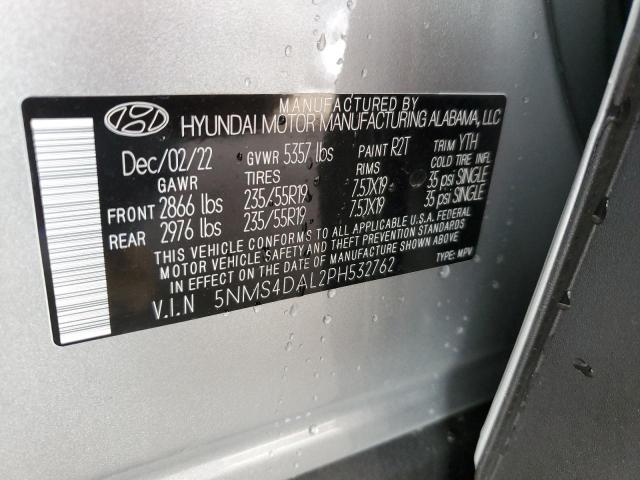 MANUFACTURED BY
HYUNDAI MOTOR MANUFACTURING ALABAMA, LLC
Dec/02/22 GVWR 5357 lbs PAINT R2T TRIM YTH
GAWR TIRES RIMS COLD TIRE INFL
FRONT 2866 lbs 235/55R19 7.5JX19 35 psi SINGLE
REAR 2976 lbs 235/55R19 7.5JX19 35 psi SINGLE
THIS VEHICLE CONFORMS TO ALL APPLICABLE U.S.A. FEDERAL
MOTOR VEHICLE SAFETY AND THEFT PREVENTION STANDARDS
IN EFFECT ON THE DATE OF MANUFACTURE SHOWN ABOVE
V.I.N 5NMS4DAL2PH532762 TYPE: MPV